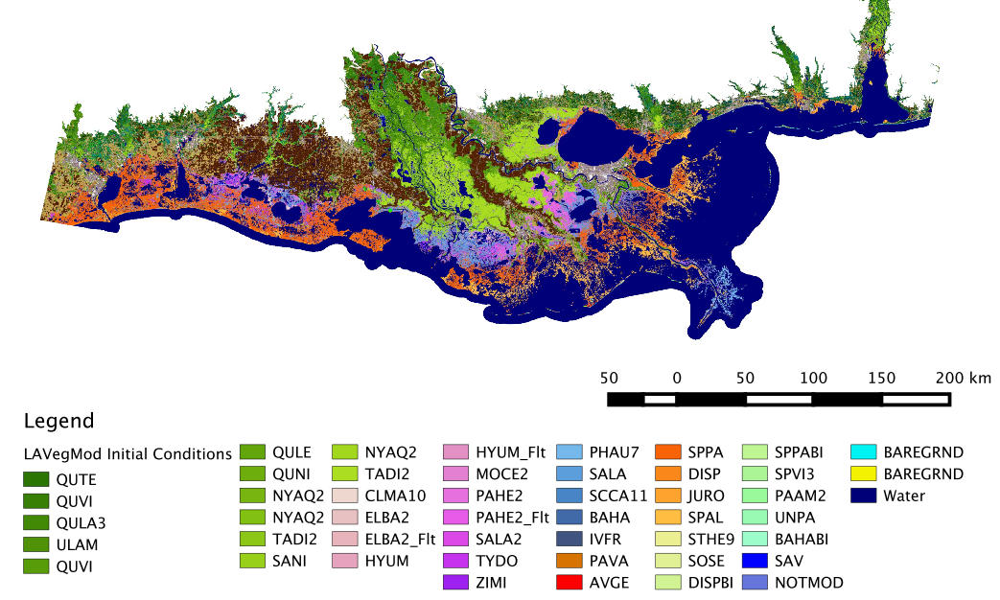 50 0 50 100 150 200 km
Legend
LAVegMod Initial Conditions
QUTE
QUVI
QULA3
ULAM
QUVI
QULE
QUNI
NYAQ2
NYAQ2
TADI2
SANI
NYAQ2
TADI2
CLMA10
ELBA2
ELBA2_Flt
HYUM
HYUM_Flt
MOCE2
PAHE2
PAHE2_Flt
SALA2
TYDO
ZIMI
PHAU7
SALA
SCCA11
BAHA
IVFR
PAVA
AVGE
SPPA
DISP
JURO
SPAL
STHE9
SOSE
DISPBI
SPPABI
SPVI3
PAAM2
UNPA
BAHABI
SAV
NOTMOD
BAREGRND
BAREGRND
Water